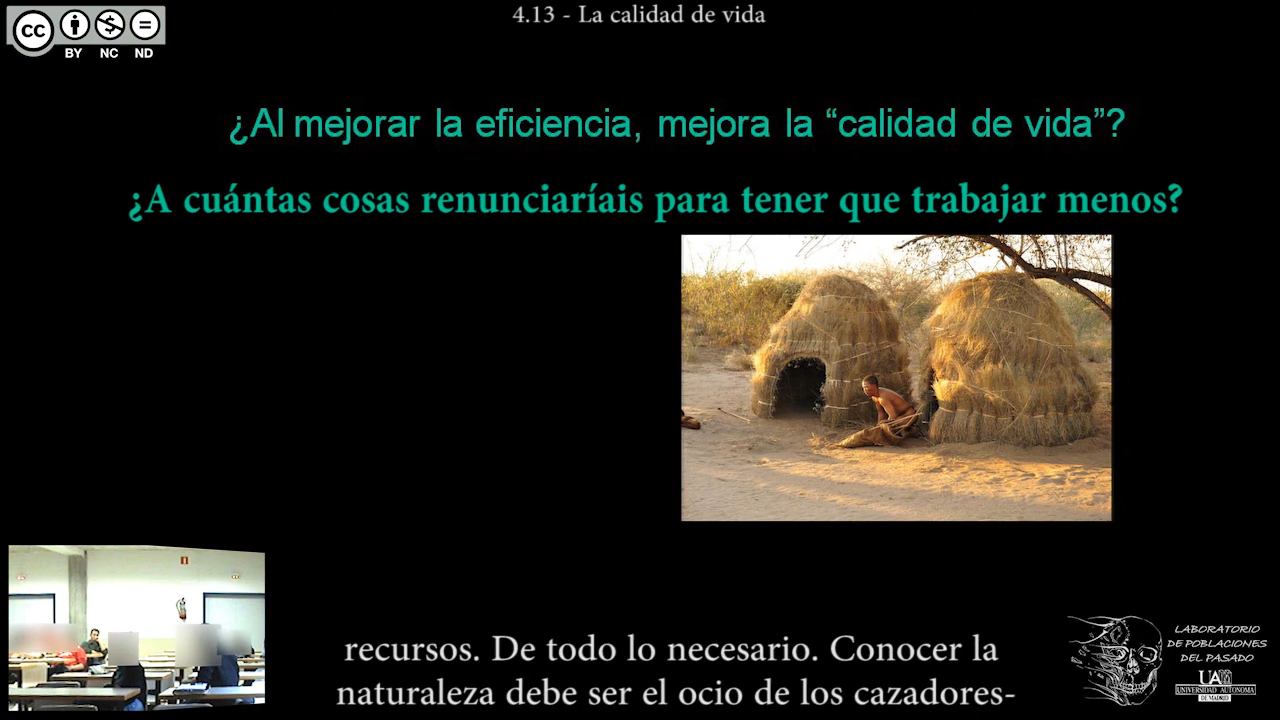 4.13 - La calidad de vida
cc
BY NC ND
¿Al mejorar la eficiencia, mejora la “calidad de vida”?
¿A cuántas cosas renunciaríais para tener que trabajar menos?
recursos. De todo lo necesario. Conocer la
naturaleza debe ser el ocio de los cazadores-
LABORATORIO
DE POBLACIONES
DEL PASADO
UAM
UNIVERSIDAD AUTONOMA
DE MADRID